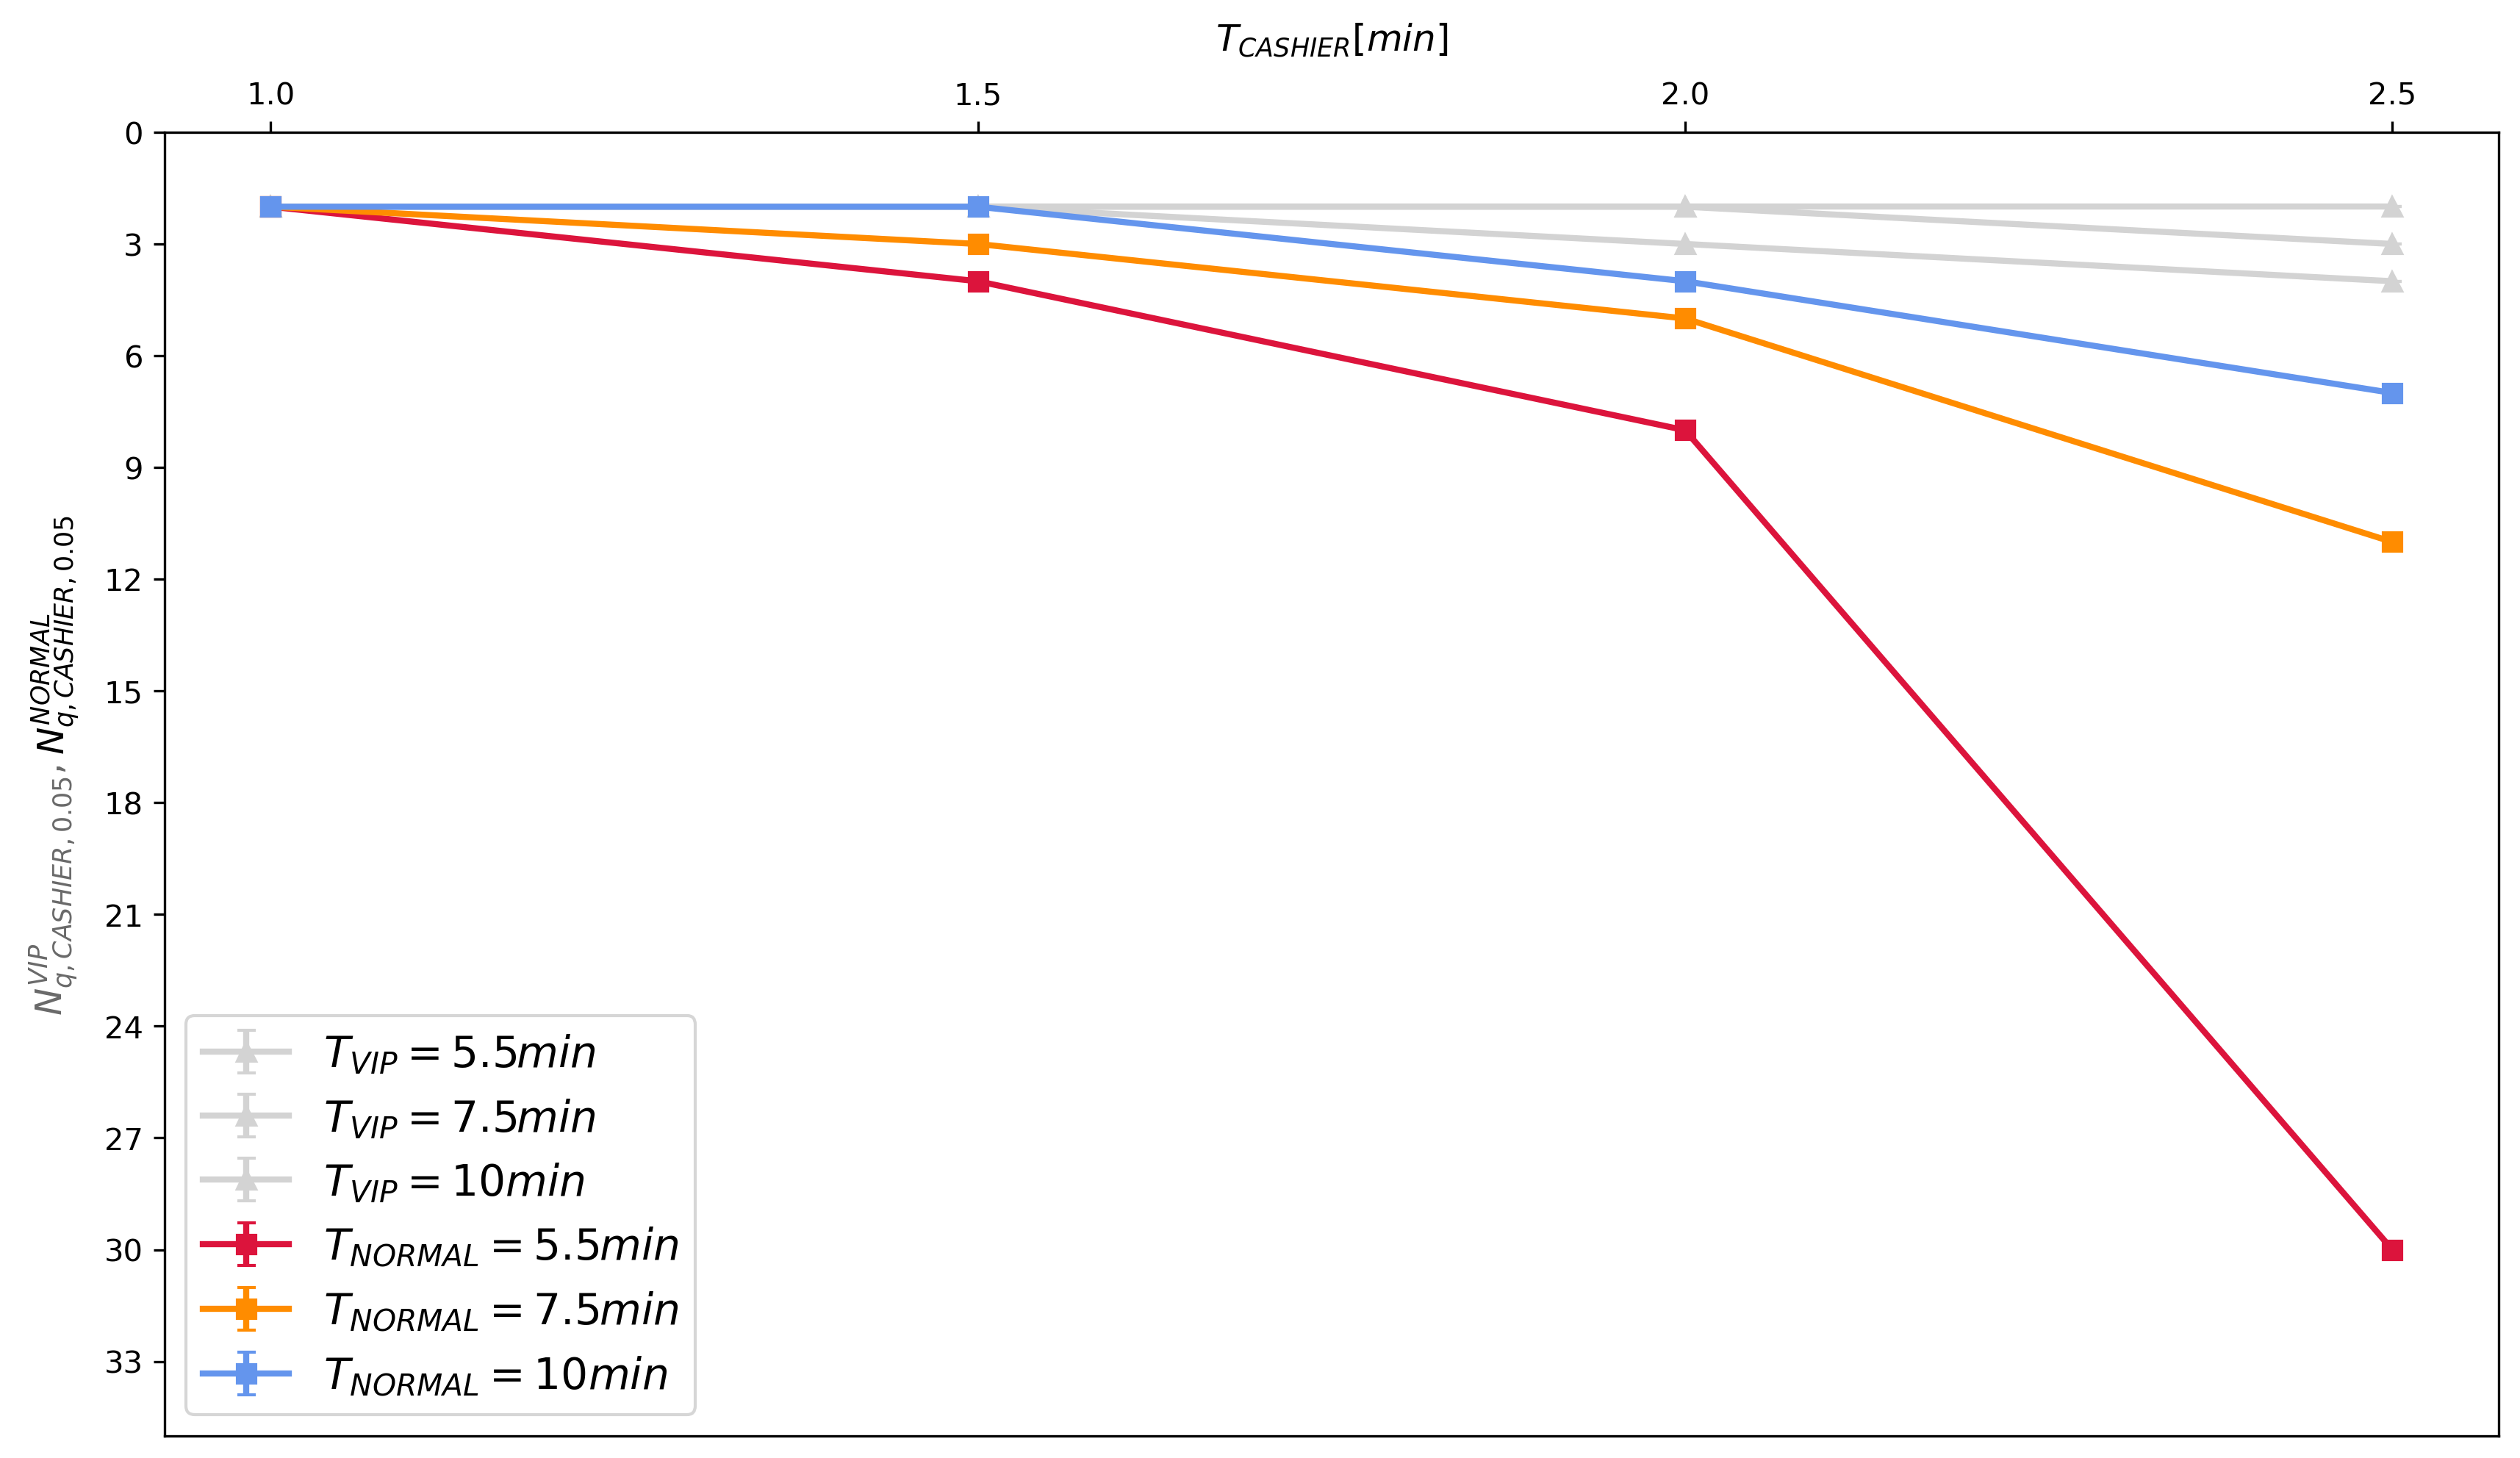 T_CASHIER[min]
1.0 1.5 2.0 2.5
0
3
6
9
12
15
18
21
24
27
30
33
N^VIP_q, CASHIER, 0.05, N^NORMAL_q, CASHIER, 0.05
T_VIP = 5.5min
T_VIP = 7.5min
T_VIP = 10min
T_NORMAL = 5.5min
T_NORMAL = 7.5min
T_NORMAL = 10min